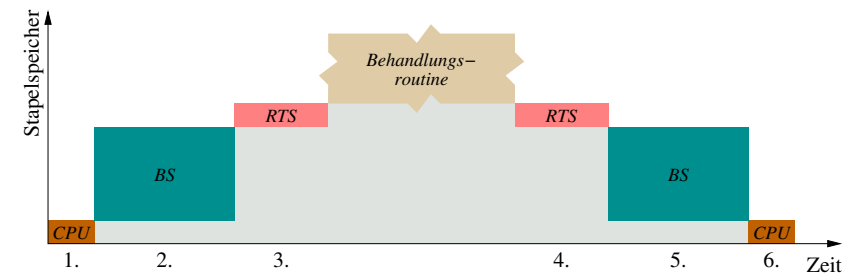 Stapelspeicher
Behandlungs−
routine
RTS
RTS
BS
BS
CPU
CPU
1.
2.
3.
4.
5.
6.
Zeit